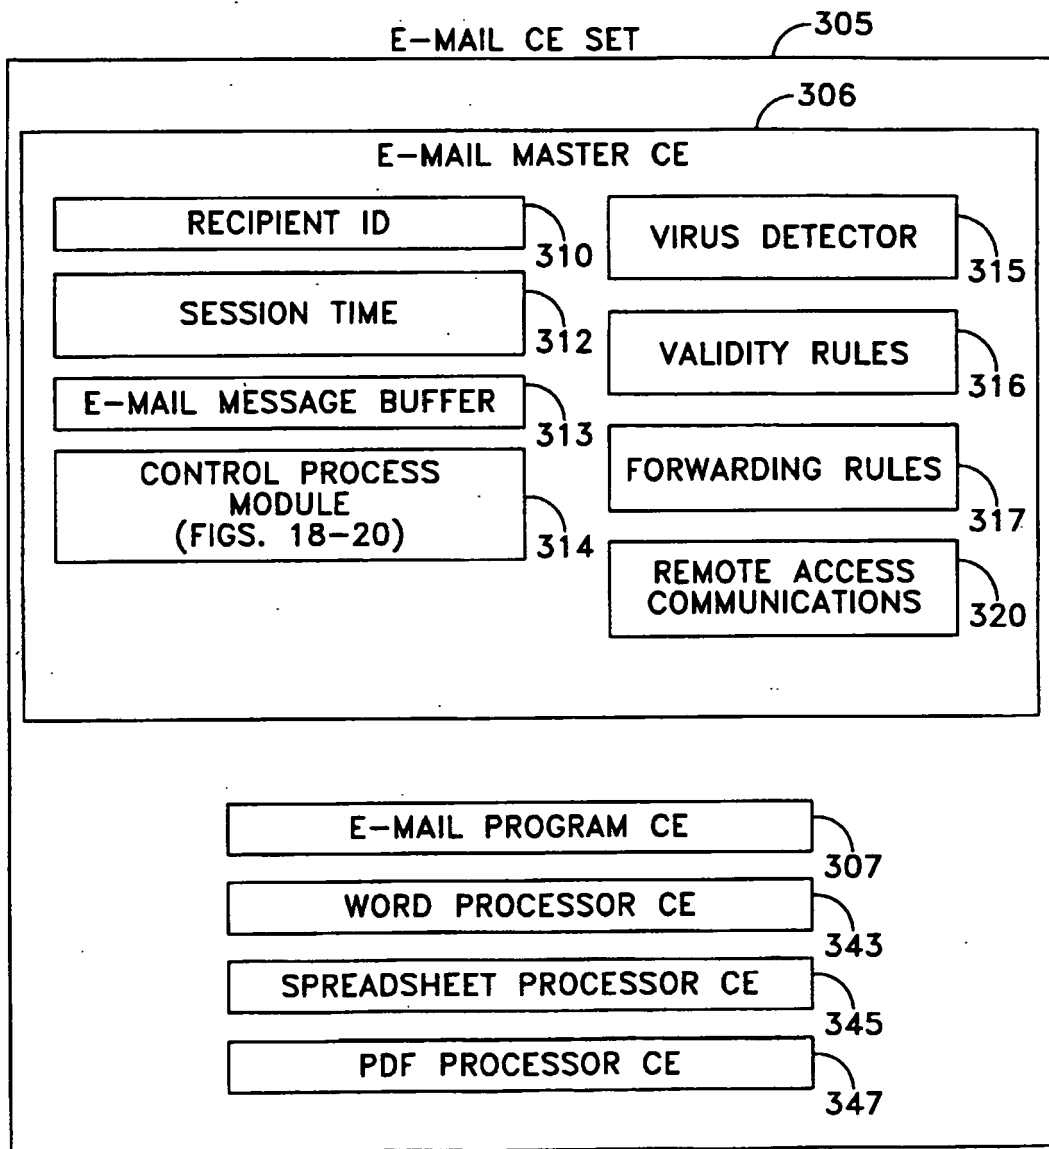 E-MAIL CE SET
305
306
E-MAIL MASTER CE
RECIPIENT ID
310
SESSION TIME
312
E-MAIL MESSAGE BUFFER
313
CONTROL PROCESS
MODULE
(FIGS. 18-20)
314
VIRUS DETECTOR
315
VALIDITY RULES
316
FORWARDING RULES
317
REMOTE ACCESS
COMMUNICATIONS
320
E-MAIL PROGRAM CE
307
WORD PROCESSOR CE
343
SPREADSHEET PROCESSOR CE
345
PDF PROCESSOR CE
347